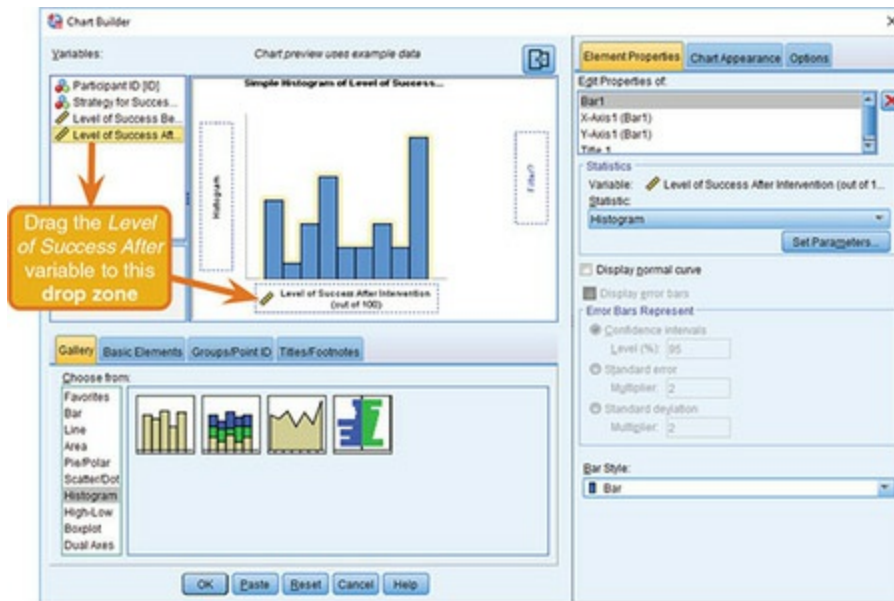 Chart Builder
Variables:
Chart preview uses example data
Participant ID [ID]
Strategy for Succes...
Level of Success Be...
Level of Success Aft...
Simple Histogram of Level of Success...
Histogram
Filter?
Level of Success After Intervention
(out of 100)
Drag the Level
of Success After
variable to this
drop zone
Gallery Basic Elements Groups/Point ID Titles/Footnotes
Choose from:
Favorites
Bar
Line
Area
Pie/Polar
Scatter/Dot
Histogram
High-Low
Boxplot
Dual Axes
OK Paste Reset Cancel Help
Element Properties Chart Appearance Options
Edit Properties of:
Bar1
X-Axis1 (Bar1)
Y-Axis1 (Bar1)
Title 1
Statistics
Variable: Level of Success After Intervention (out of 1...
Statistic:
Histogram
Set Parameters...
Display normal curve
Display error bars
Error Bars Represent
Confidence intervals
Level (%): 95
Standard error
Multiplier: 2
Standard deviation
Multiplier: 2
Bar Style:
Bar